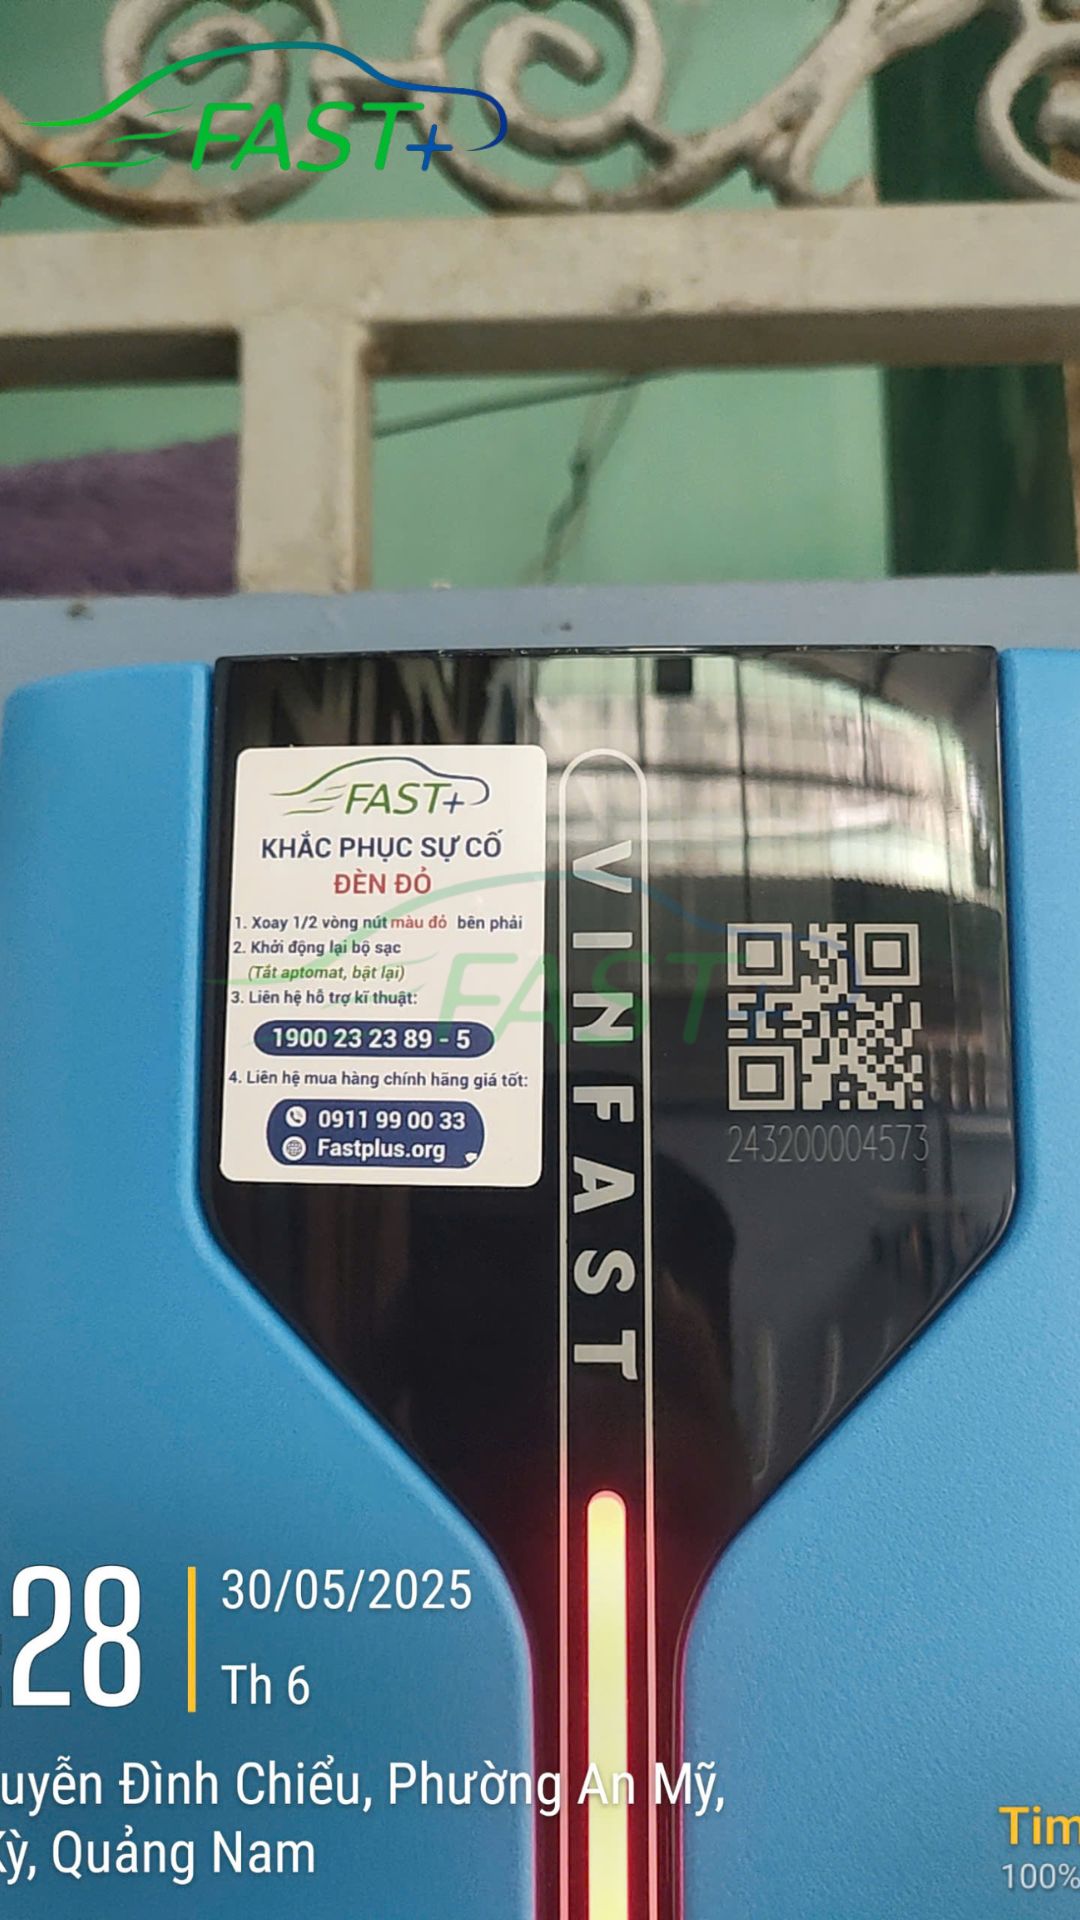 FAST+
FAST+
KHẮC PHỤC SỰ CỐ
ĐÈN ĐỎ
1. Xoay 1/2 vòng nút màu đỏ bên phải
2. Khởi động lại bộ sạc
(Tắt aptomat, bật lại)
3. Liên hệ hỗ trợ kĩ thuật:
1900 23 23 89 - 5
4. Liên hệ mua hàng chính hãng giá tốt:
0911 99 00 33
Fastplus.org
VINFAST
FAST+
243200004573
28
30/05/2025
Th 6
uyễn Đình Chiểu, Phường An Mỹ,
Kỳ, Quảng Nam
Tim
100%